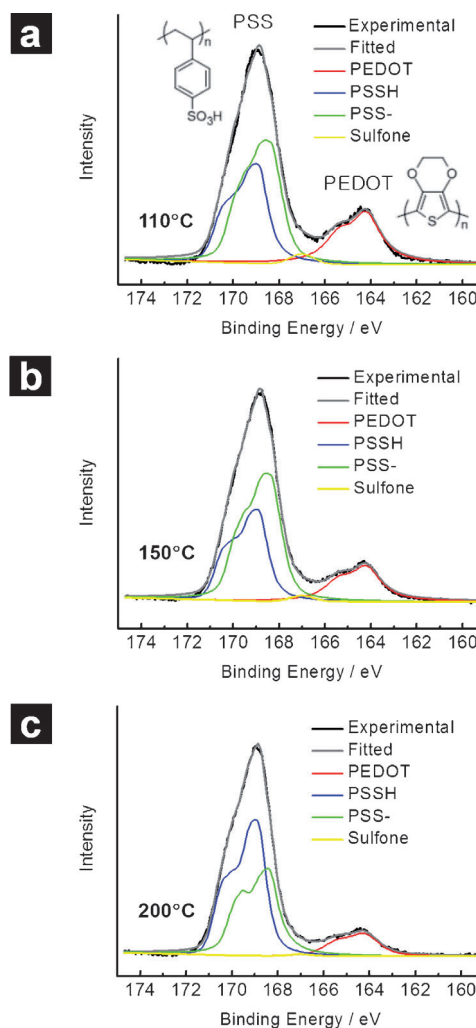 a
PSS
n
SO₃H
Experimental
Fitted
PEDOT
PSSH
PSS-
Sulfone
PEDOT
O
O
S
n
110°C
Intensity
174 172 170 168 166 164 162 160
Binding Energy / eV
b
Experimental
Fitted
PEDOT
PSSH
PSS-
Sulfone
150°C
Intensity
174 172 170 168 166 164 162 160
Binding Energy / eV
c
Experimental
Fitted
PEDOT
PSSH
PSS-
Sulfone
200°C
Intensity
174 172 170 168 166 164 162 160
Binding Energy / eV